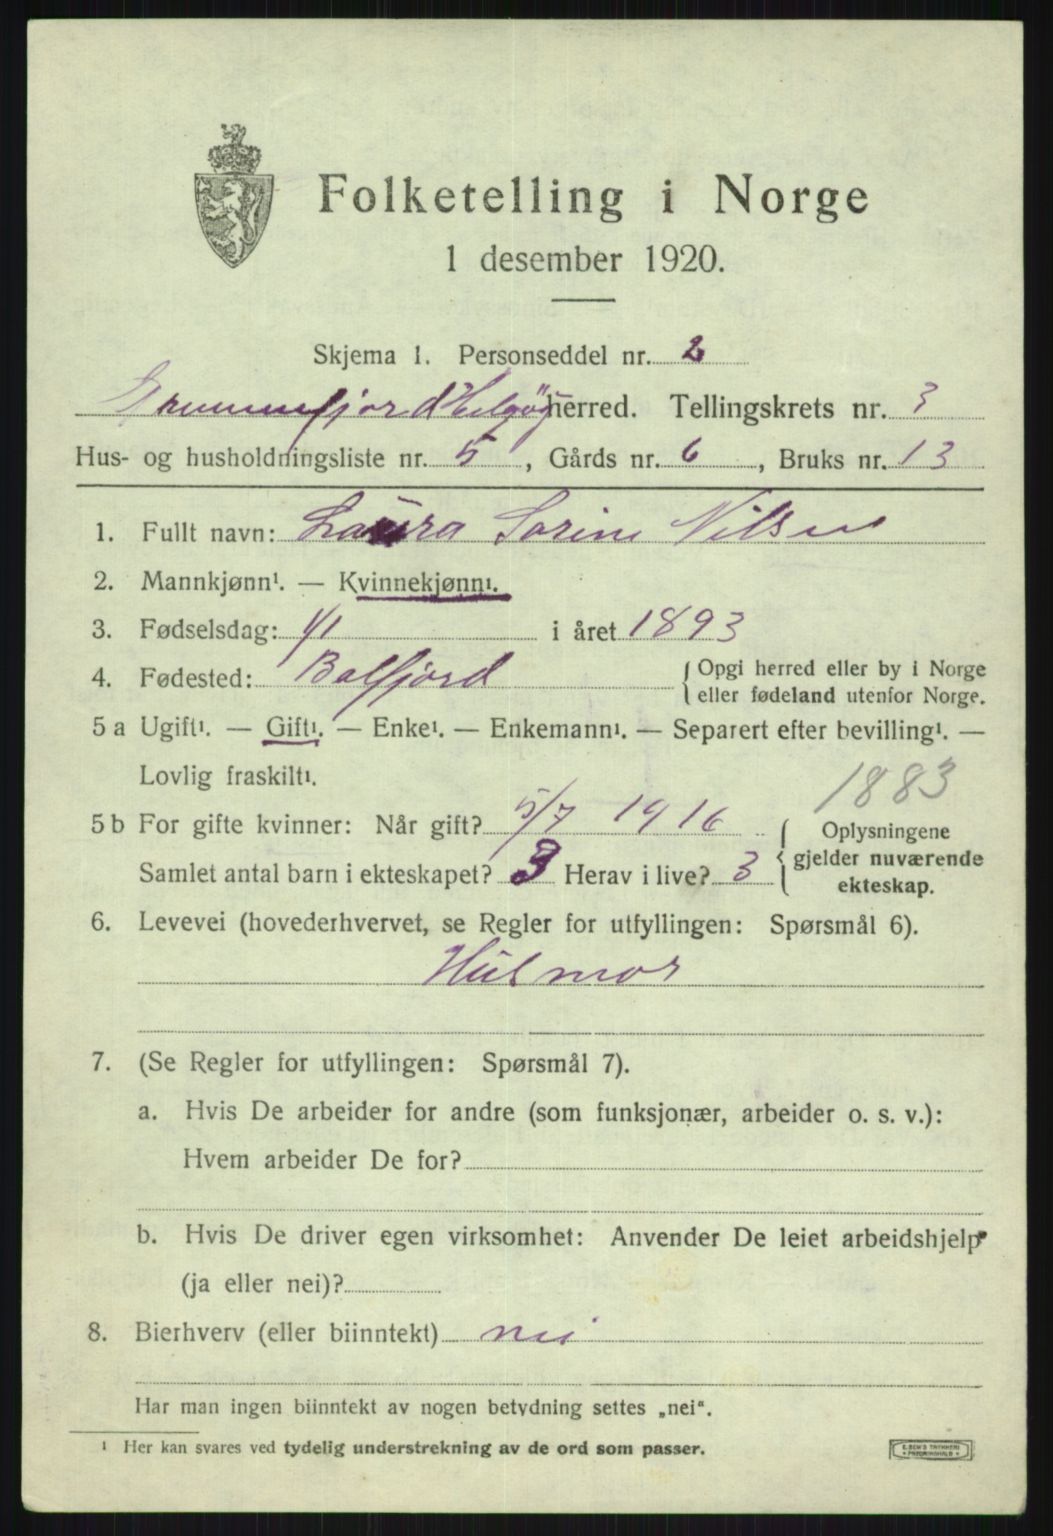 Folketelling i Norge
1 desember 1920.
Skjema 1. Personseddel nr. 2
Helgøy herred. Tellingskrets nr. 3
Hus- og husholdningsliste nr. 5, Gårds nr. 6, Bruks nr. 13
1. Fullt navn: Laura Sorine Nilsen
2. Mannkjønn¹. — Kvinnekjønn¹.
3. Fødselsdag: 1/1 i året 1893
4. Fødested: Balsfjord { Opgi herred eller by i Norge
eller fødeland utenfor Norge.
5 a Ugift¹. — Gift¹. — Enke¹. — Enkemann¹. — Separert efter bevilling¹. —
Lovlig fraskilt¹.
1883
5 b For gifte kvinner: Når gift? 5/7 1916 { Oplysningene
gjelder nuværende
Samlet antal barn i ekteskapet? 3 Herav i live? 3
ekteskap.
6. Levevei (hovederhvervet, se Regler for utfyllingen: Spørsmål 6).
Husmor
7. (Se Regler for utfyllingen: Spørsmål 7).
a. Hvis De arbeider for andre (som funksjonær, arbeider o. s. v.):
Hvem arbeider De for?
b. Hvis De driver egen virksomhet: Anvender De leiet arbeidshjelp
(ja eller nei)?
8. Bierhverv (eller biinntekt) nei
Har man ingen biinntekt av nogen betydning settes „nei".
¹ Her kan svares ved tydelig understrekning av de ord som passer.